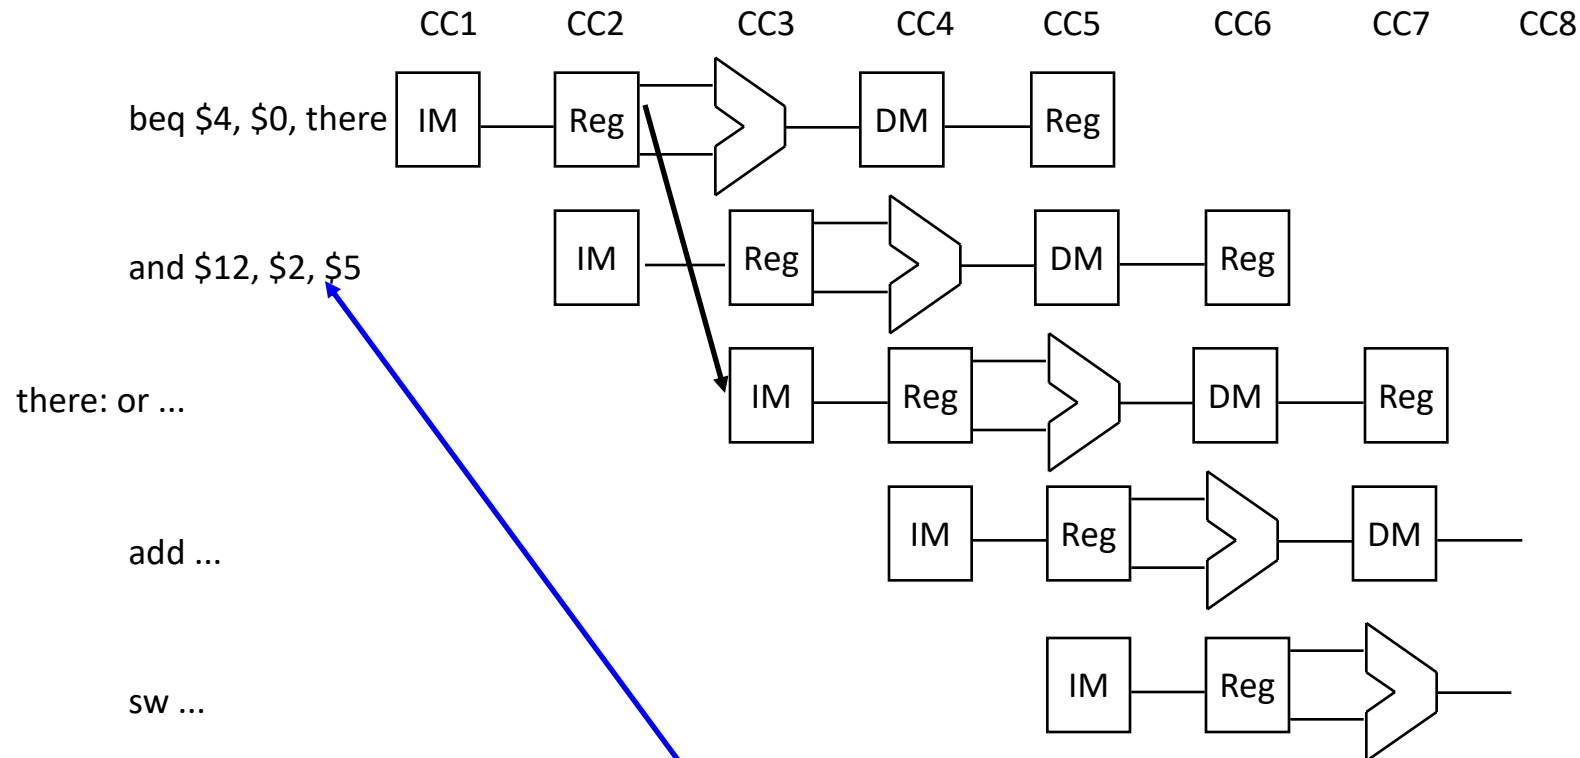 CC1 CC2 CC3 CC4 CC5 CC6 CC7 CC8
beq $4, $0, there IM Reg DM Reg
and $12, $2, $5 IM Reg DM Reg
there: or ... IM Reg DM Reg
add ... IM Reg DM
sw ... IM Reg